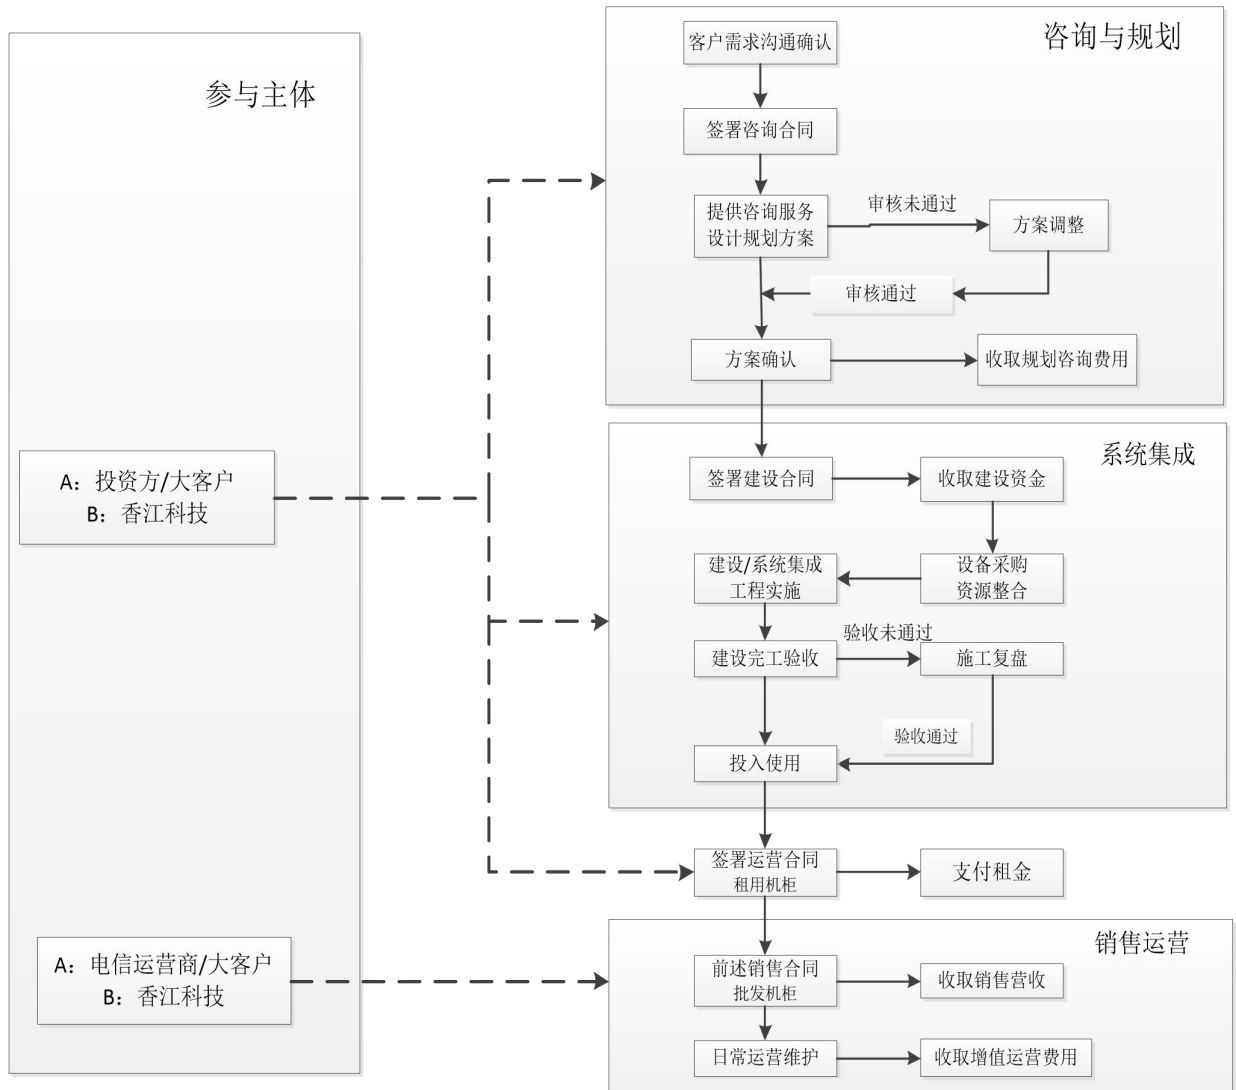 参与主体
A：投资方/大客户
B：香江科技
A：电信运营商/大客户
B：香江科技
咨询与规划
客户需求沟通确认
签署咨询合同
提供咨询服务
设计规划方案
审核未通过
方案调整
审核通过
方案确认
收取规划咨询费用
系统集成
签署建设合同
收取建设资金
设备采购
资源整合
建设/系统集成
工程实施
建设完工验收
验收未通过
施工复盘
验收通过
投入使用
签署运营合同
租用机柜
支付租金
销售运营
前述销售合同
批发机柜
收取销售营收
日常运营维护
收取增值运营费用